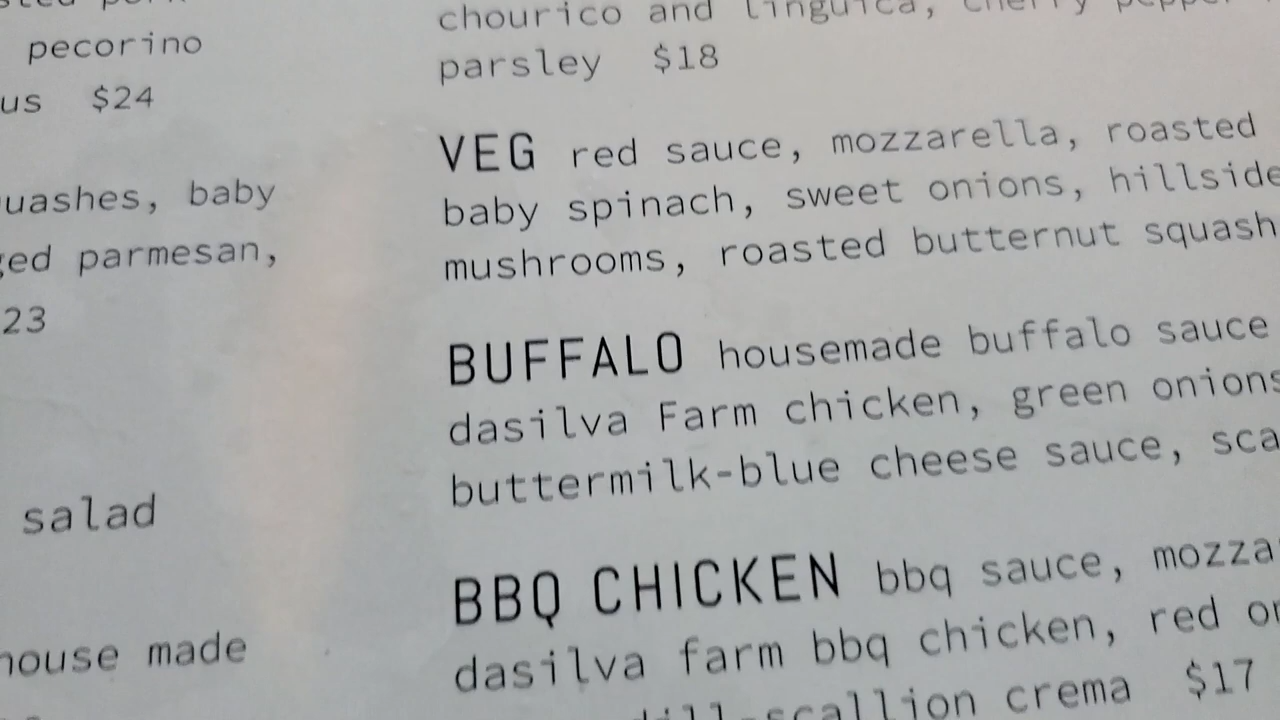 pecorino
us $24
baby
parmesan,
23
salad
house made
chourico and linguica, cherry pepper
parsley $18
VEG red sauce, mozzarella, roasted
baby spinach, sweet onions, hillside
mushrooms, roasted butternut squash
BUFFALO housemade buffalo sauce
dasilva Farm chicken, green onions
buttermilk-blue cheese sauce,
BBQ CHICKEN bbq sauce,
dasilva farm bbq chicken, red
crema $17